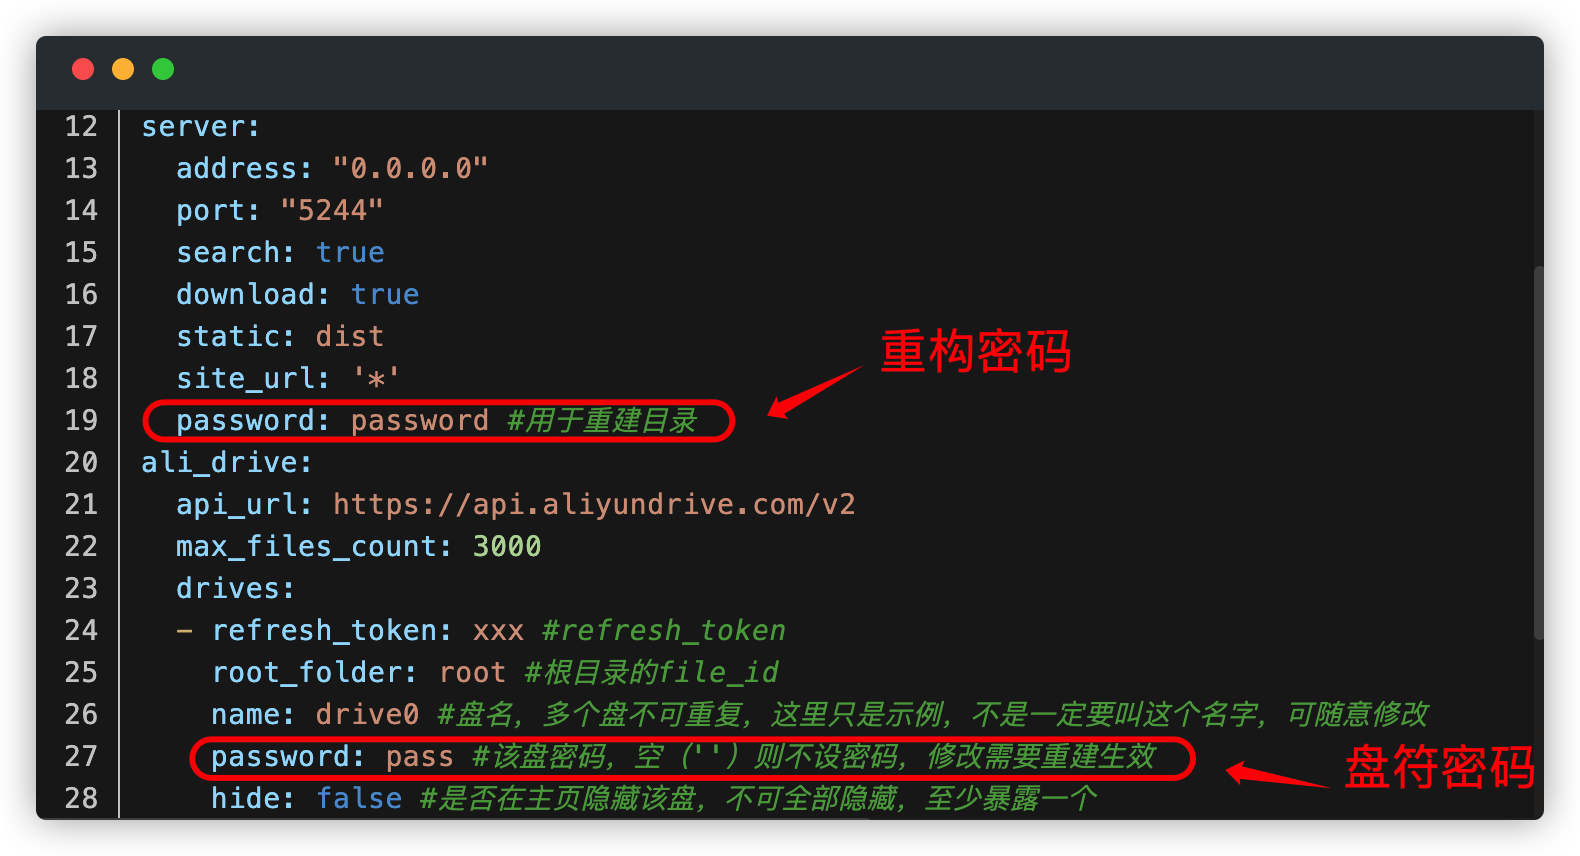 12 server:
13 address: "0.0.0.0"
14 port: "5244"
15 search: true
16 download: true
17 static: dist
重构密码
18 site_url: '*'
19 password: password #用于重建目录
20 ali_drive:
21 api_url: https://api.aliyundrive.com/v2
22 max_files_count: 3000
23 drives:
24 - refresh_token: xxx #refresh_token
25 root_folder: root #根目录的file_id
26 name: drive0 #盘名，多个盘不可重复，这里只是示例，不是一定要叫这个名字，可随意修改
27 password: pass #该盘密码，空（''）则不设密码，修改需要重建生效
盘符密码
28 hide: false #是否在主页隐藏该盘，不可全部隐藏，至少暴露一个